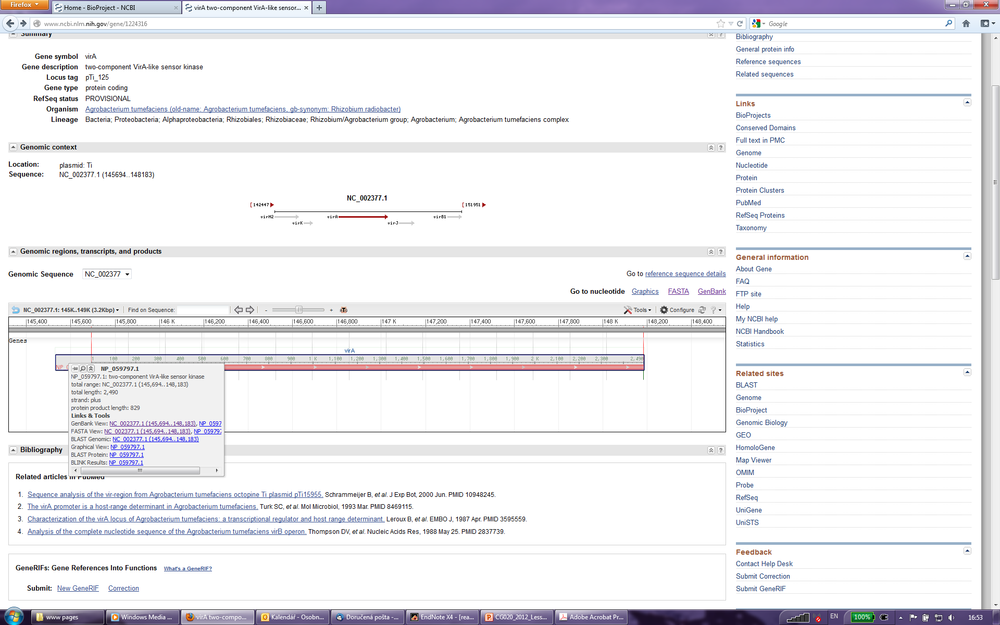 Firefox
Home - BioProject - NCBI
virA two-component VirA-like sensor...
www.ncbi.nlm.nih.gov/gene/1224316
Google
Summary
Gene symbol virA
Gene description two-component VirA-like sensor kinase
Locus tag pTi_125
Gene type protein coding
RefSeq status PROVISIONAL
Organism Agrobacterium tumefaciens (old-name: Agrobacterium tumefaciens, gb-synonym: Rhizobium radiobacter)
Lineage Bacteria; Proteobacteria; Alphaproteobacteria; Rhizobiales; Rhizobiaceae; Rhizobium/Agrobacterium group; Agrobacterium; Agrobacterium tumefaciens complex
Genomic context
Location: plasmid: Ti
Sequence: NC_002377.1 (145694..148183)
NC_002377.1
[142447 [151951
virH2 virA virB1
virK virJ
Genomic regions, transcripts, and products
Genomic Sequence NC_002377
Go to reference sequence details
Go to nucleotide Graphics FASTA GenBank
NC_002377.1: 145K..149K (3.2Kbp) Find on Sequence: - + Tools Configure ?
145,400 145,600 145,800 146 K 146,200 146,400 146,600 146,800 147 K 147,200 147,400 147,600 147,800 148 K 148,200 148,400
Genes
virA
1 100 200 300 400 500 600 700 800 900 1 K 1,100 1,200 1,300 1,400 1,500 1,600 1,700 1,800 1,900 2 K 2,100 2,200 2,300 2,490
NP_059797.1
NP_059797.1: two-component VirA-like sensor kinase
total range: NC_002377.1 (145,694..148,183)
total length: 2,490
strand: plus
protein product length: 829
Links & Tools
GenBank View: NC_002377.1 (145,694..148,183), NP_0597
FASTA View: NC_002377.1 (145,694..148,183), NP_05979
BLAST Genomic: NC_002377.1 (145,694..148,183)
Graphical View: NP_059797.1
BLAST Protein: NP_059797.1
BLINK Results: NP_059797.1
Bibliography
Related articles in PubMed
1. Sequence analysis of the vir-region from Agrobacterium tumefaciens octopine Ti plasmid pTi15955. Schrammeijer B, et al. J Exp Bot, 2000 Jun. PMID 10948245.
2. The virA promoter is a host-range determinant in Agrobacterium tumefaciens. Turk SC, et al. Mol Microbiol, 1993 Mar. PMID 8469115.
3. Characterization of the virA locus of Agrobacterium tumefaciens: a transcriptional regulator and host range determinant. Leroux B, et al. EMBO J, 1987 Apr. PMID 3595559.
4. Analysis of the complete nucleotide sequence of the Agrobacterium tumefaciens virB operon. Thompson DV, et al. Nucleic Acids Res, 1988 May 25. PMID 2837739.
GeneRIFs: Gene References Into Functions What's a GeneRIF?
Submit: New GeneRIF Correction
Bibliography
General protein info
Reference sequences
Related sequences
Links
BioProjects
Conserved Domains
Full text in PMC
Genome
Nucleotide
Protein
Protein Clusters
PubMed
RefSeq Proteins
Taxonomy
General information
About Gene
FAQ
FTP site
Help
My NCBI help
NCBI Handbook
Statistics
Related sites
BLAST
Genome
BioProject
Genomic Biology
GEO
HomoloGene
Map Viewer
OMIM
Probe
RefSeq
UniGene
UniSTS
Feedback
Contact Help Desk
Submit Correction
Submit GeneRIF
www pages
Windows Media ...
virA two-compo...
Kalendář - Osobn...
Doručená pošta -...
EndNote X4 - [rea...
CG020_2012_Less...
Adobe Acrobat Pr...
EN 100% 16:53